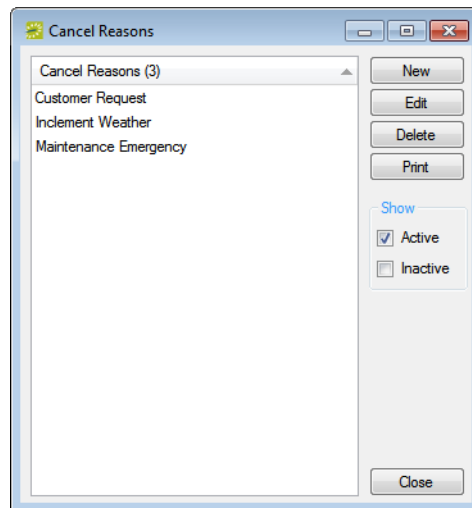 Cancel Reasons
Cancel Reasons (3)
Customer Request
Inclement Weather
Maintenance Emergency
New
Edit
Delete
Print
Show
Active
Inactive
Close